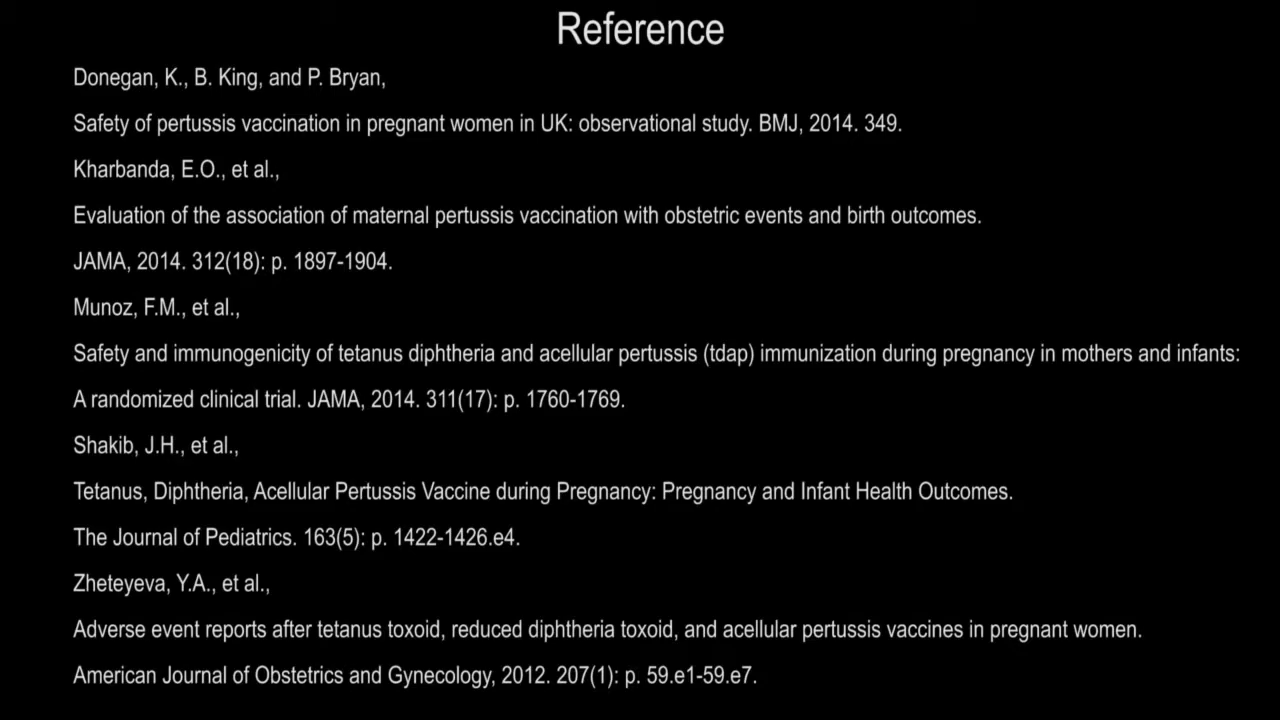 Reference
Donegan, K., B. King, and P. Bryan,
Safety of pertussis vaccination in pregnant women in UK: observational study. BMJ, 2014. 349.
Kharbanda, E.O., et al.,
Evaluation of the association of maternal pertussis vaccination with obstetric events and birth outcomes.
JAMA, 2014. 312(18): p. 1897-1904.
Munoz, F.M., et al.,
Safety and immunogenicity of tetanus diphtheria and acellular pertussis (tdap) immunization during pregnancy in mothers and infants:
A randomized clinical trial. JAMA, 2014. 311(17): p. 1760-1769.
Shakib, J.H., et al.,
Tetanus, Diphtheria, Acellular Pertussis Vaccine during Pregnancy: Pregnancy and Infant Health Outcomes.
The Journal of Pediatrics. 163(5): p. 1422-1426.e4.
Zheteyeva, Y.A., et al.,
Adverse event reports after tetanus toxoid, reduced diphtheria toxoid, and acellular pertussis vaccines in pregnant women.
American Journal of Obstetrics and Gynecology, 2012. 207(1): p. 59.e1-59.e7.